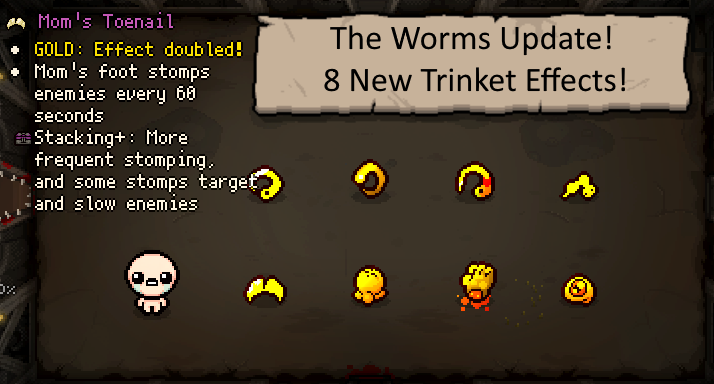 Mom's Toenail
GOLD: Effect doubled!
Mom's foot stomps
enemies every 60
seconds
Stacking+: More
frequent stomping,
and some stomps target
and slow enemies
The Worms Update!
8 New Trinket Effects!
0%